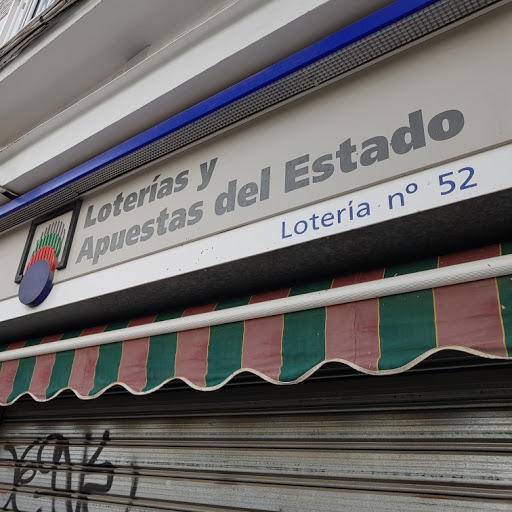 Loterías y
Apuestas del Estado
Lotería nº 52